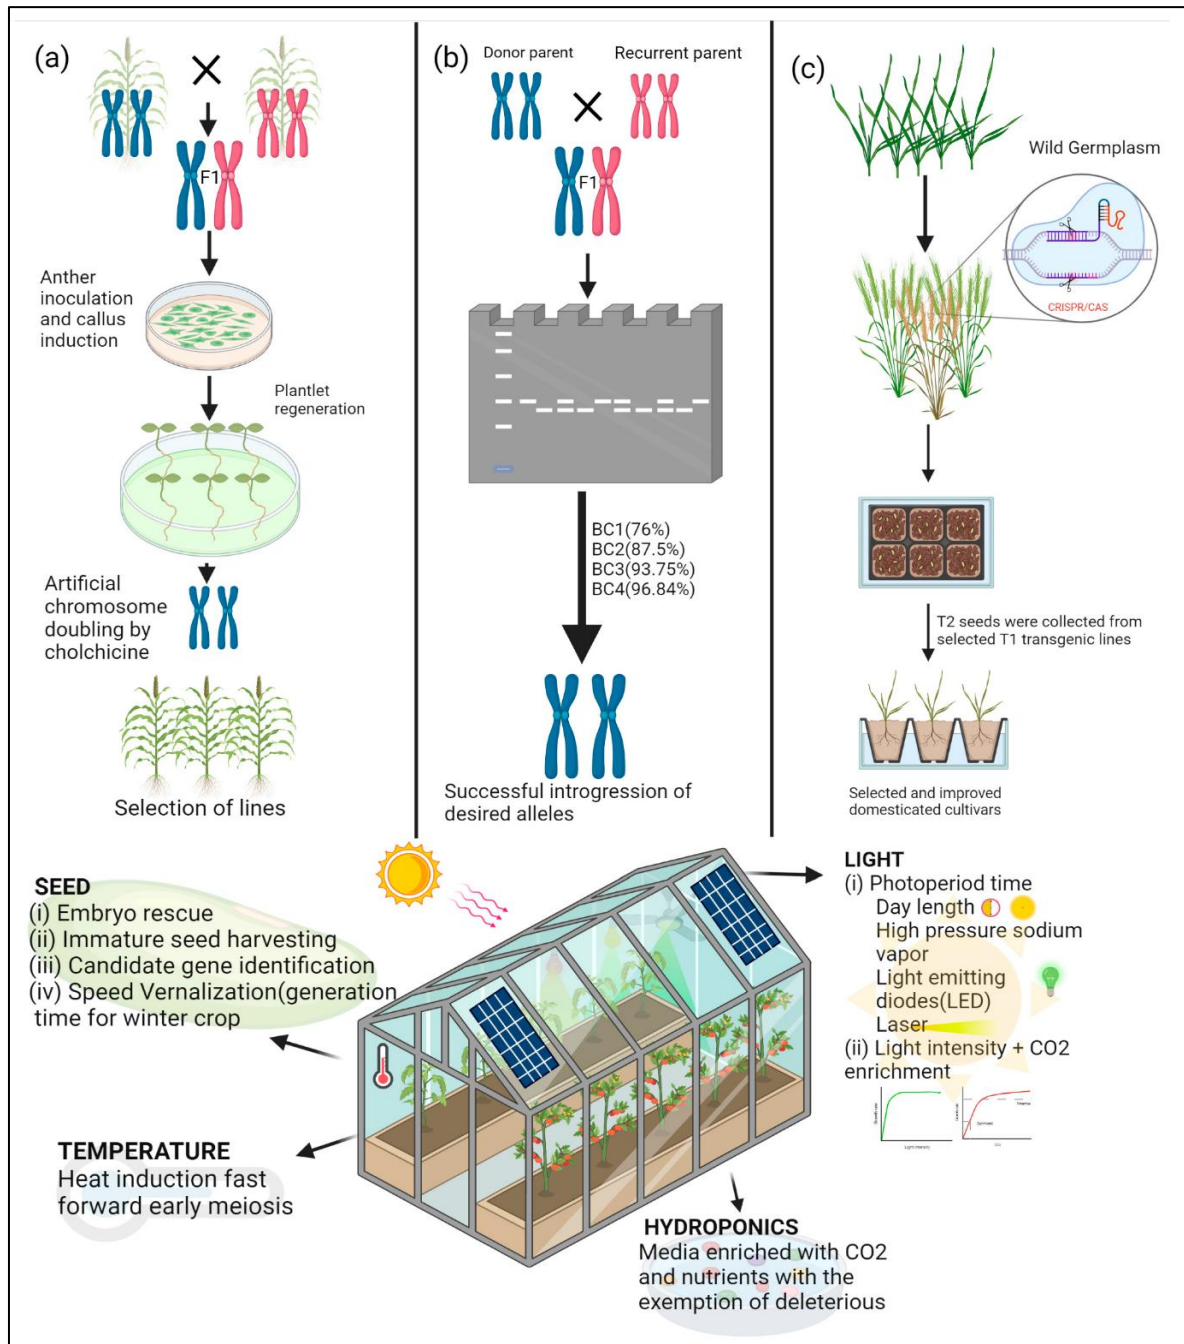 (a)
F1
Anther
inoculation
and callus
induction
Plantlet
regeneration
Artificial
chromosome
doubling by
cholchicine
Selection of lines
(b)
Donor parent
Recurrent parent
F1
BC1(76%)
BC2(87.5%)
BC3(93.75%)
BC4(96.84%)
Successful introgression of
desired alleles
(c)
Wild Germplasm
CRISPR/CAS
T2 seeds were collected from
selected T1 transgenic lines
Selected and improved
domesticated cultivars
SEED
(i) Embryo rescue
(ii) Immature seed harvesting
(iii) Candidate gene identification
(iv) Speed Vernalization(generation
time for winter crop
TEMPERATURE
Heat induction fast
forward early meiosis
HYDROPONICS
Media enriched with CO2
and nutrients with the
exemption of deleterious
LIGHT
(i) Photoperiod time
Day length
High pressure sodium
vapor
Light emitting
diodes(LED)
Laser
(ii) Light intensity + CO2
enrichment
Light intensity